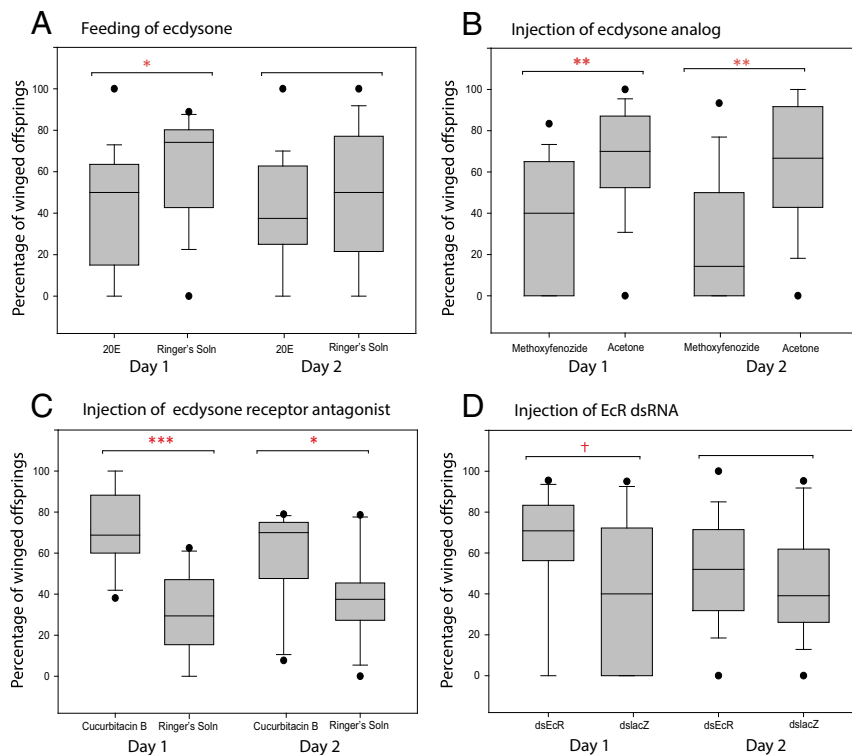 A Feeding of ecdysone
*
Percentage of winged offsprings
100
80
60
40
20
0
20E Ringer's Soln 20E Ringer's Soln
Day 1 Day 2
B Injection of ecdysone analog
** **
Percentage of winged offsprings
100
80
60
40
20
0
Methoxyfenozide Acetone Methoxyfenozide Acetone
Day 1 Day 2
C Injection of ecdysone receptor antagonist
*** *
Percentage of winged offsprings
100
80
60
40
20
0
Cucurbitacin B Ringer's Soln Cucurbitacin B Ringer's Soln
Day 1 Day 2
D Injection of EcR dsRNA
†
Percentage of winged offsprings
100
80
60
40
20
0
dsEcR dslacZ dsEcR dslacZ
Day 1 Day 2